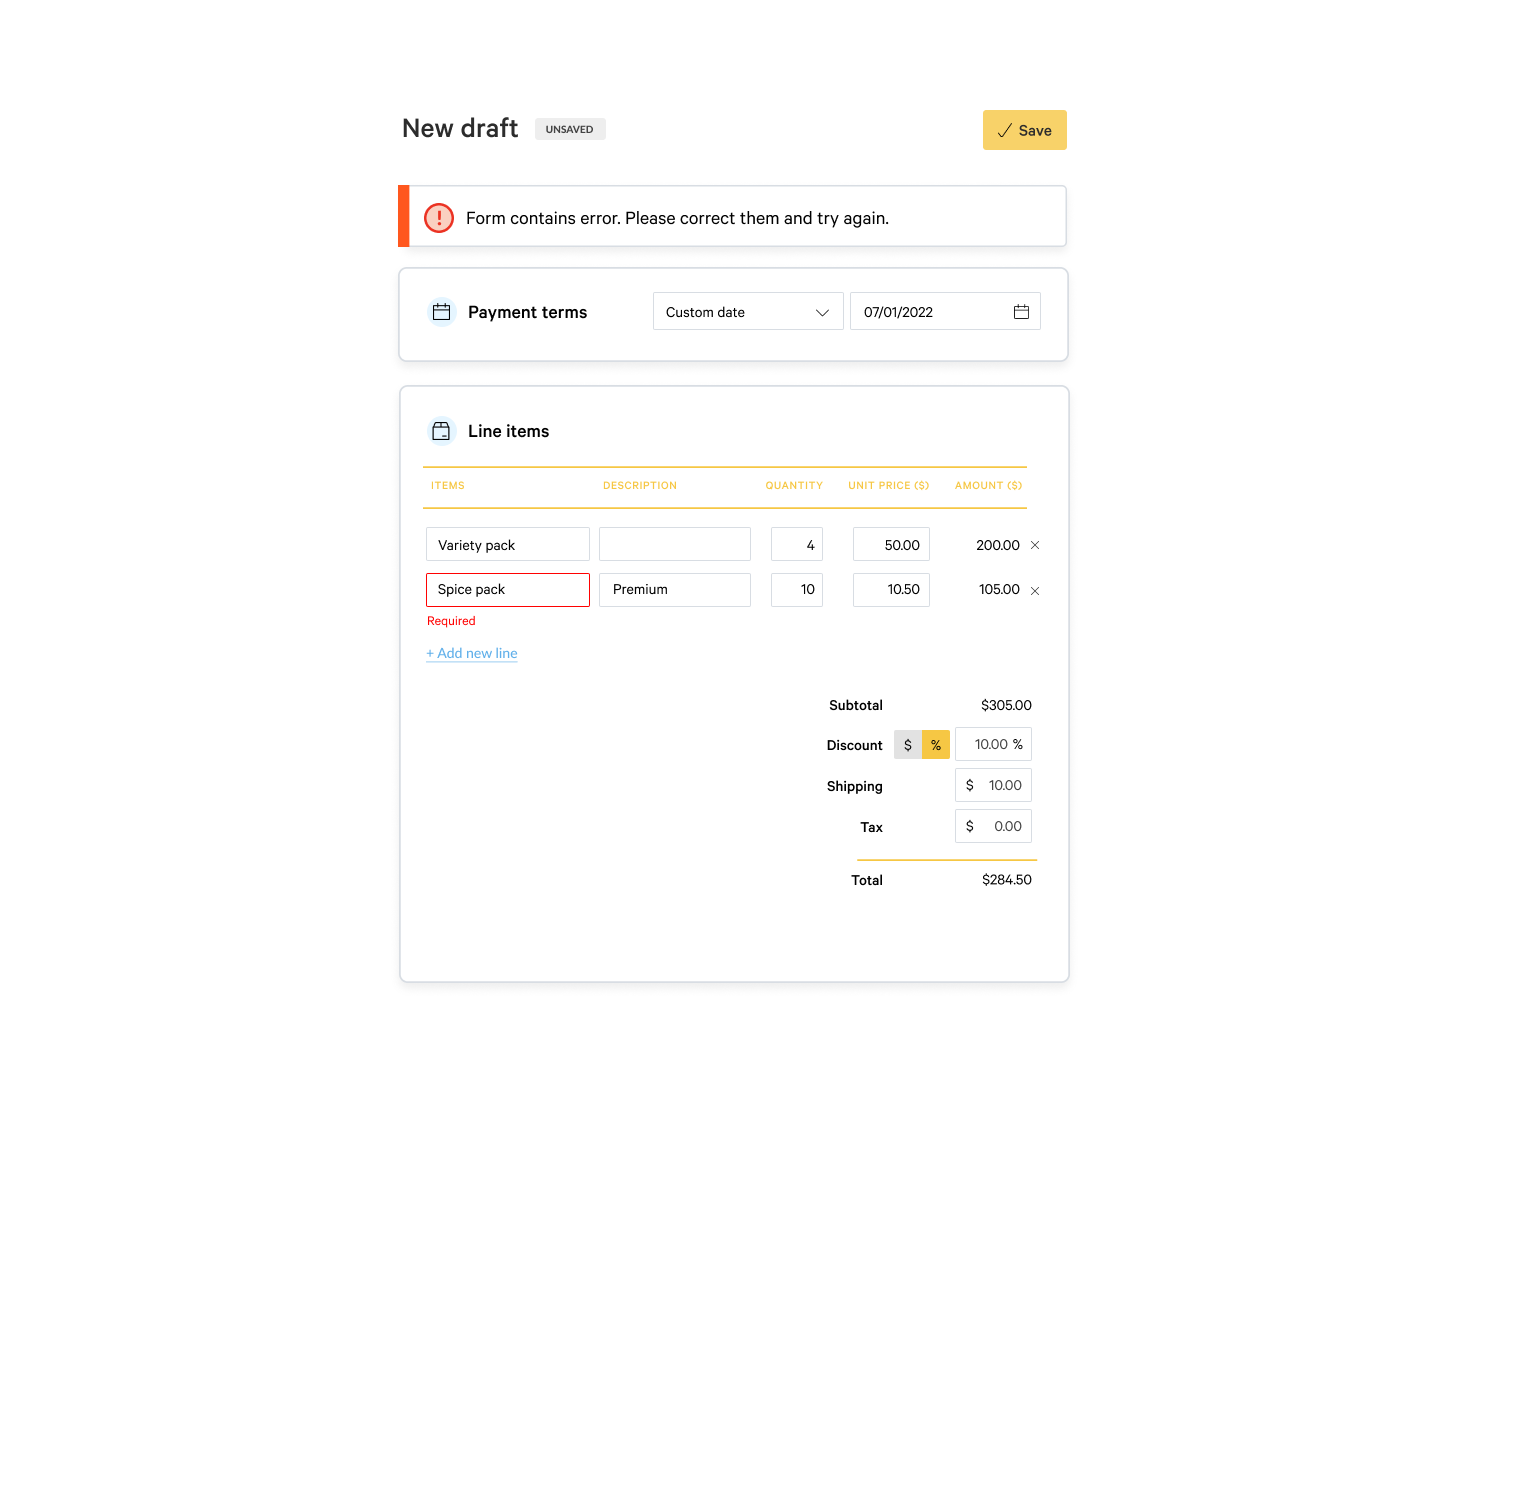 New draft UNSAVED Save
Form contains error. Please correct them and try again.
Payment terms Custom date 07/01/2022
Line items
ITEMS DESCRIPTION QUANTITY UNIT PRICE ($) AMOUNT ($)
Variety pack 4 50.00 200.00
Spice pack Premium 10 10.50 105.00
Required
+ Add new line
Subtotal $305.00
Discount $ % 10.00 %
Shipping $ 10.00
Tax $ 0.00
Total $284.50